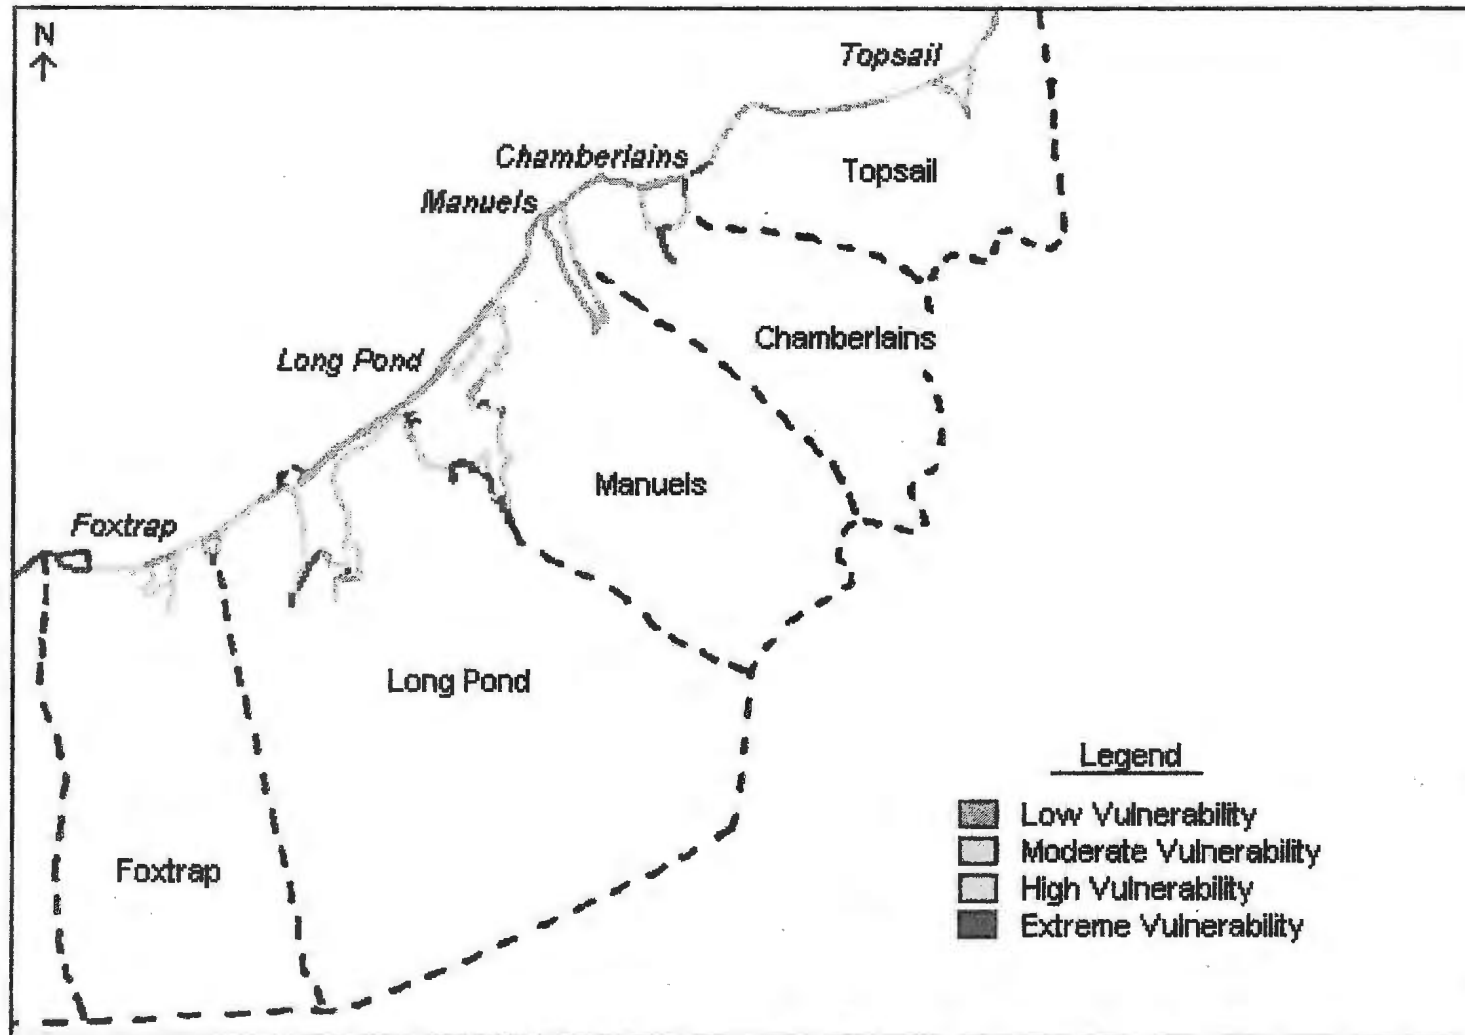 N
Topsail
Chamberlains
Topsail
Manuels
Chamberlains
Long Pond
Manuels
Foxtrap
Long Pond
Legend
Low Vulnerability
Moderate Vulnerability
Foxtrap
High Vulnerability
Extreme Vulnerability